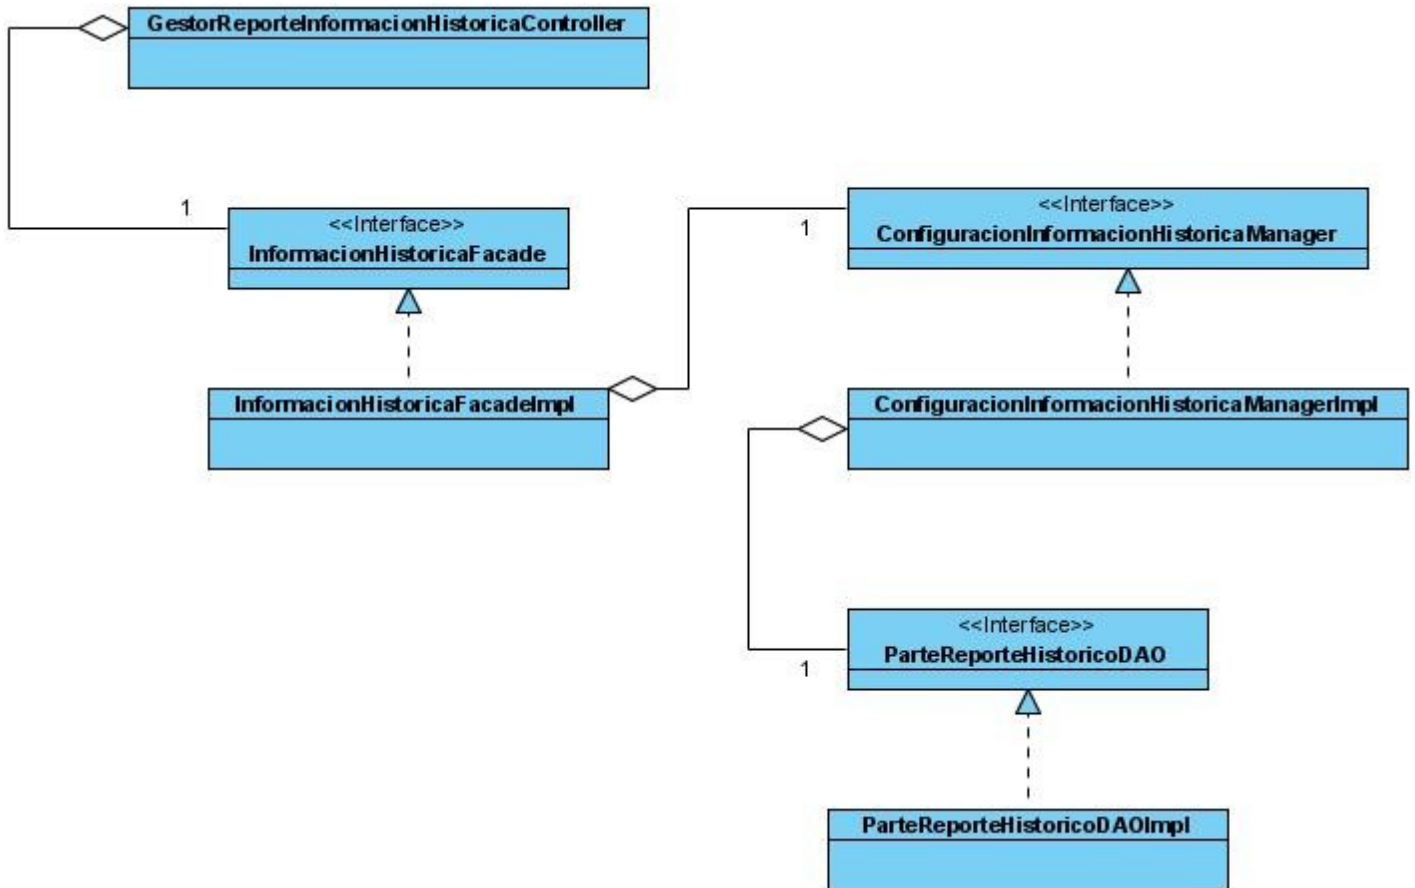 GestorReporteInformacionHistoricaController
1
<<Interface>>
InformacionHistoricaFacade
1
<<Interface>>
ConfiguracionInformacionHistoricaManager
InformacionHistoricaFacadeImpl
ConfiguracionInformacionHistoricaManagerImpl
1
<<Interface>>
ParteReporteHistoricoDAO
ParteReporteHistoricoDAOImpl